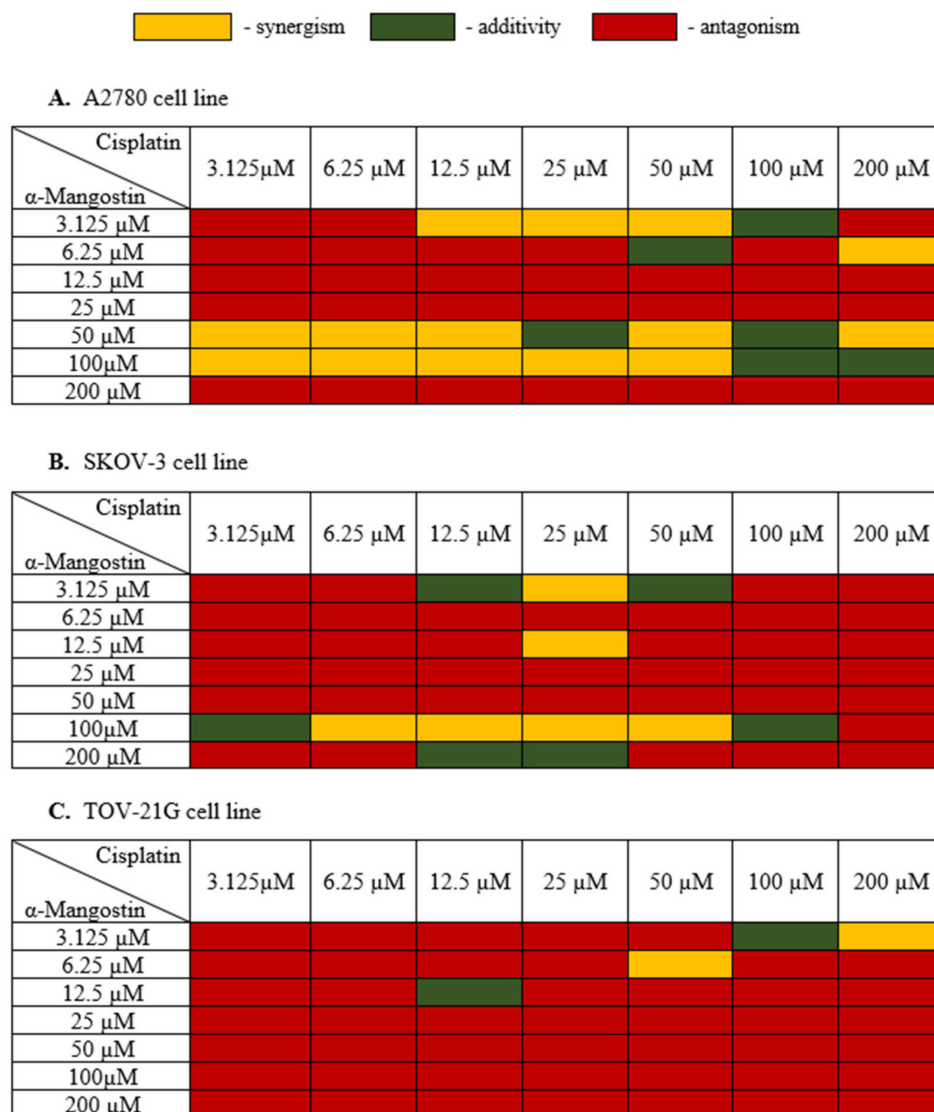 - synergism - additivity - antagonism
A. A2780 cell line
Cisplatin
α-Mangostin
3.125µM 6.25 µM 12.5 µM 25 µM 50 µM 100 µM 200 µM
3.125 µM
6.25 µM
12.5 µM
25 µM
50 µM
100µM
200 µM
B. SKOV-3 cell line
Cisplatin
α-Mangostin
3.125µM 6.25 µM 12.5 µM 25 µM 50 µM 100 µM 200 µM
3.125 µM
6.25 µM
12.5 µM
25 µM
50 µM
100µM
200 µM
C. TOV-21G cell line
Cisplatin
α-Mangostin
3.125µM 6.25 µM 12.5 µM 25 µM 50 µM 100 µM 200 µM
3.125 µM
6.25 µM
12.5 µM
25 µM
50 µM
100µM
200 µM